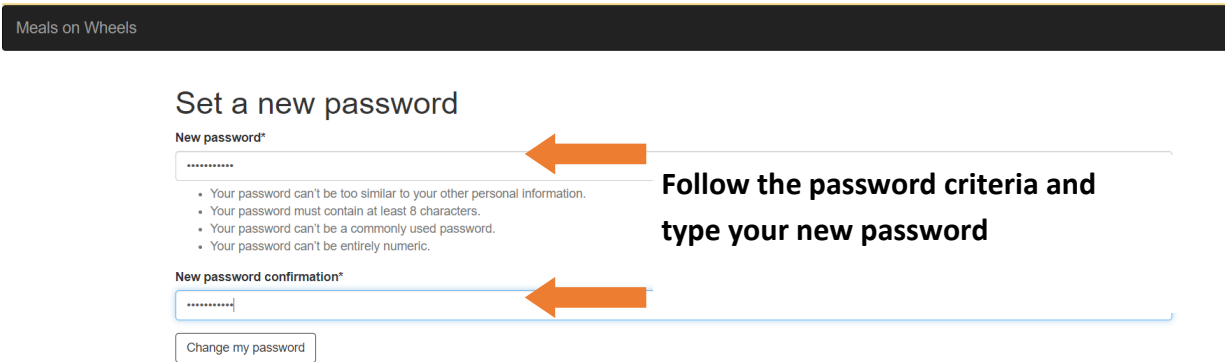 Meals on Wheels
Set a new password
New password*
•••••••••••
• Your password can't be too similar to your other personal information.
• Your password must contain at least 8 characters.
• Your password can't be a commonly used password.
• Your password can't be entirely numeric.
Follow the password criteria and
type your new password
New password confirmation*
•••••••••••
Change my password